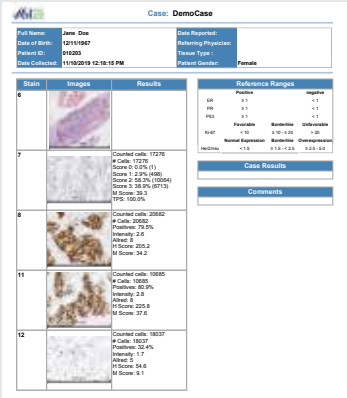 Case: DemoCase
Full Name: Jane Doe
Date of Birth: 12/11/1967
Patient ID: 010203
Date Collected: 11/10/2019 12:18:15 PM
Date Reported:
Referring Physician:
Tissue Type :
Patient Gender: Female
Stain Images Results
6
7
Counted cells: 17276
# Cells: 17276
Score 0: 0.0% (1)
Score 1: 2.9% (498)
Score 2: 58.3% (10064)
Score 3: 38.9% (6713)
M Score: 39.3
TPS: 100.0%
8
Counted cells: 20682
# Cells: 20682
Positives: 79.5%
Intensity: 2.6
Allred: 8
H Score: 205.2
M Score: 34.2
11
Counted cells: 10685
# Cells: 10685
Positives: 80.9%
Intensity: 2.8
Allred: 8
H Score: 225.8
M Score: 37.6
12
Counted cells: 18037
# Cells: 18037
Positives: 32.4%
Intensity: 1.7
Allred: 5
H Score: 54.6
M Score: 9.1
Reference Ranges
Positive negative
ER ≥ 1 < 1
PR ≥ 1 < 1
P53 ≥ 1 < 1
Favorable Borderline Unfavorable
Ki-67 < 10 ≥ 10 - ≤ 20 > 20
Normal Expression Borderline Overexpression
Her2/neu < 1.5 ≥ 1.5 - < 2.5 ≥ 2.5 - 5.0
Case Results
Comments